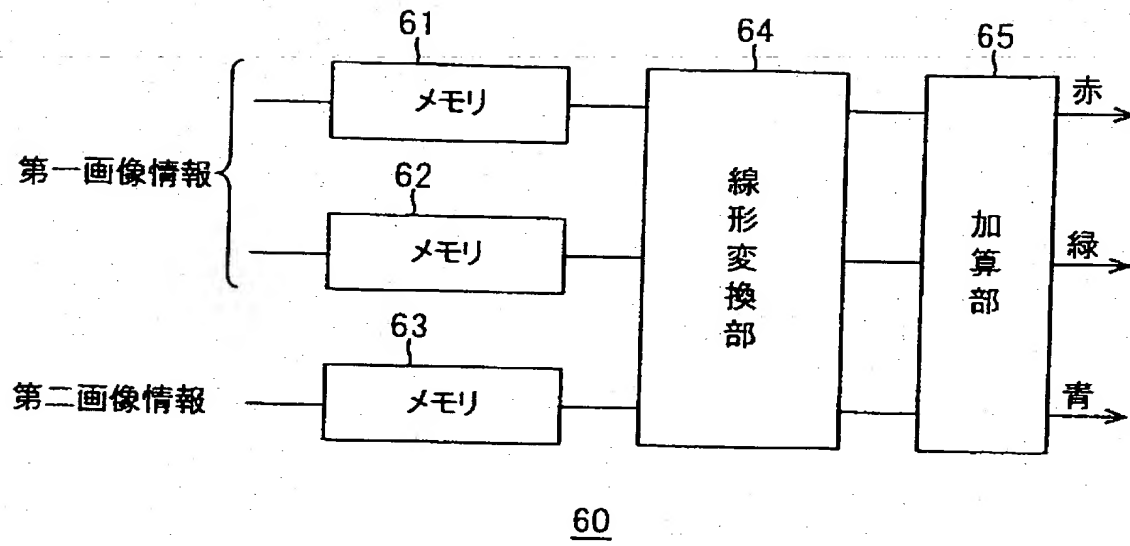 61
64
65
メモリ
赤
第一画像情報
62
メモリ
線形変換部
加算部
緑
63
第二画像情報
メモリ
青
60